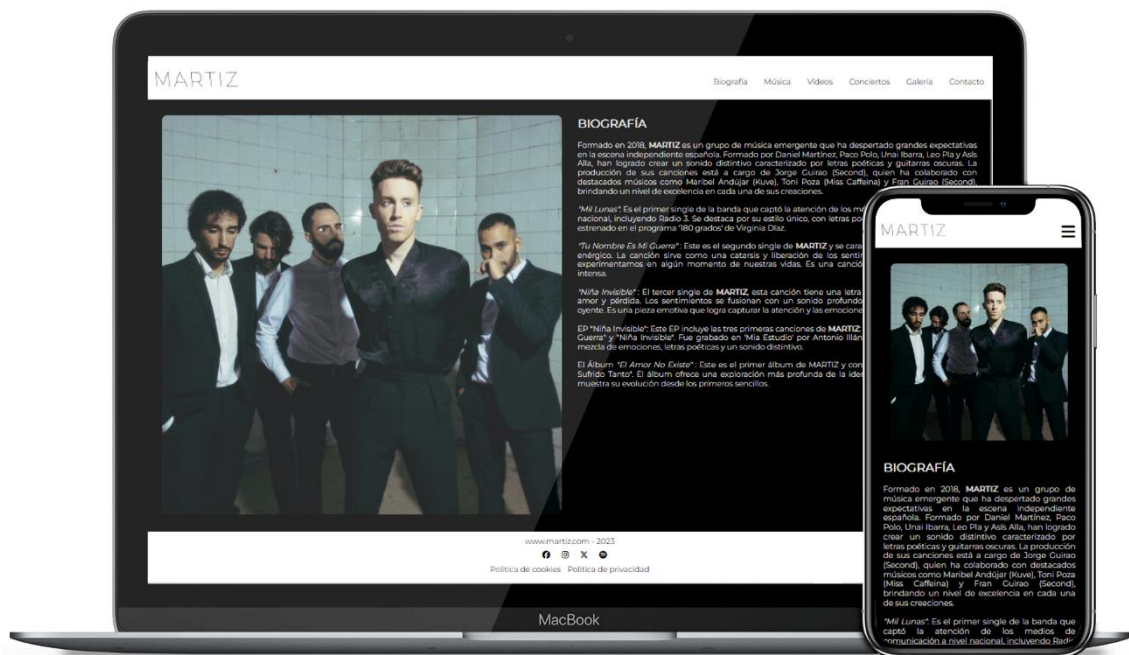 MARTIZ
Biografía Música Vídeos Conciertos Galería Contacto
BIOGRAFÍA
Formado en 2018, MARTIZ es un grupo de música emergente que ha despertado grandes expectativas
en la escena independiente española. Formado por Daniel Martínez, Paco Polo, Unai Ibarra, Leo Pla y Asís
Alla, han logrado crear un sonido distintivo caracterizado por letras poéticas y guitarras oscuras. La
producción de sus canciones está a cargo de Jorge Guirao (Second), quien ha colaborado con
destacados músicos como Maribel Andújar (Kuve), Toni Poza (Miss Caffeina) y Fran Guirao (Second),
brindando un nivel de excelencia en cada una de sus creaciones.
"Mil Lunas": Es el primer single de la banda que captó la atención de los
nacional, incluyendo Radio 3. Se destaca por su estilo único, con letras
estrenado en el programa '180 grados' de Virginia Díaz.
"Tu Nombre Es Mi Guerra" : Este es el segundo single de MARTIZ y se
enérgico. La canción sirve como una catarsis y liberación de los
experimentamos en algún momento de nuestras vidas. Es una
intensa.
"Niña Invisible" : El tercer single de MARTIZ, esta canción tiene una letra
amor y pérdida. Los sentimientos se fusionan con un sonido profundo
oyente. Es una pieza emotiva que logra capturar la atención y las
EP "Niña Invisible": Este EP incluye las tres primeras canciones de MARTIZ:
Guerra" y "Niña Invisible". Fue grabado en 'Mia Estudio' por Antonio
mezcla de emociones, letras poéticas y un sonido distintivo.
El Álbum "El Amor No Existe" : Este es el primer álbum de MARTIZ y
Sufrido Tanto". El álbum ofrece una exploración más profunda de la
muestra su evolución desde los primeros sencillos.
www.martiz.com - 2023
Política de cookies Política de privacidad
MacBook
MARTIZ
BIOGRAFÍA
Formado en 2018, MARTIZ es un grupo de
música emergente que ha despertado grandes
expectativas en la escena independiente
española. Formado por Daniel Martínez, Paco
Polo, Unai Ibarra, Leo Pla y Asís Alla, han logrado
crear un sonido distintivo caracterizado por
letras poéticas y guitarras oscuras. La producción
de sus canciones está a cargo de Jorge Guirao
(Second), quien ha colaborado con destacados
músicos como Maribel Andújar (Kuve), Toni Poza
(Miss Caffeina) y Fran Guirao (Second),
brindando un nivel de excelencia en cada una
de sus creaciones.
"Mil Lunas": Es el primer single de la banda que
captó la atención de los medios de
comunicación a nivel nacional, incluyendo